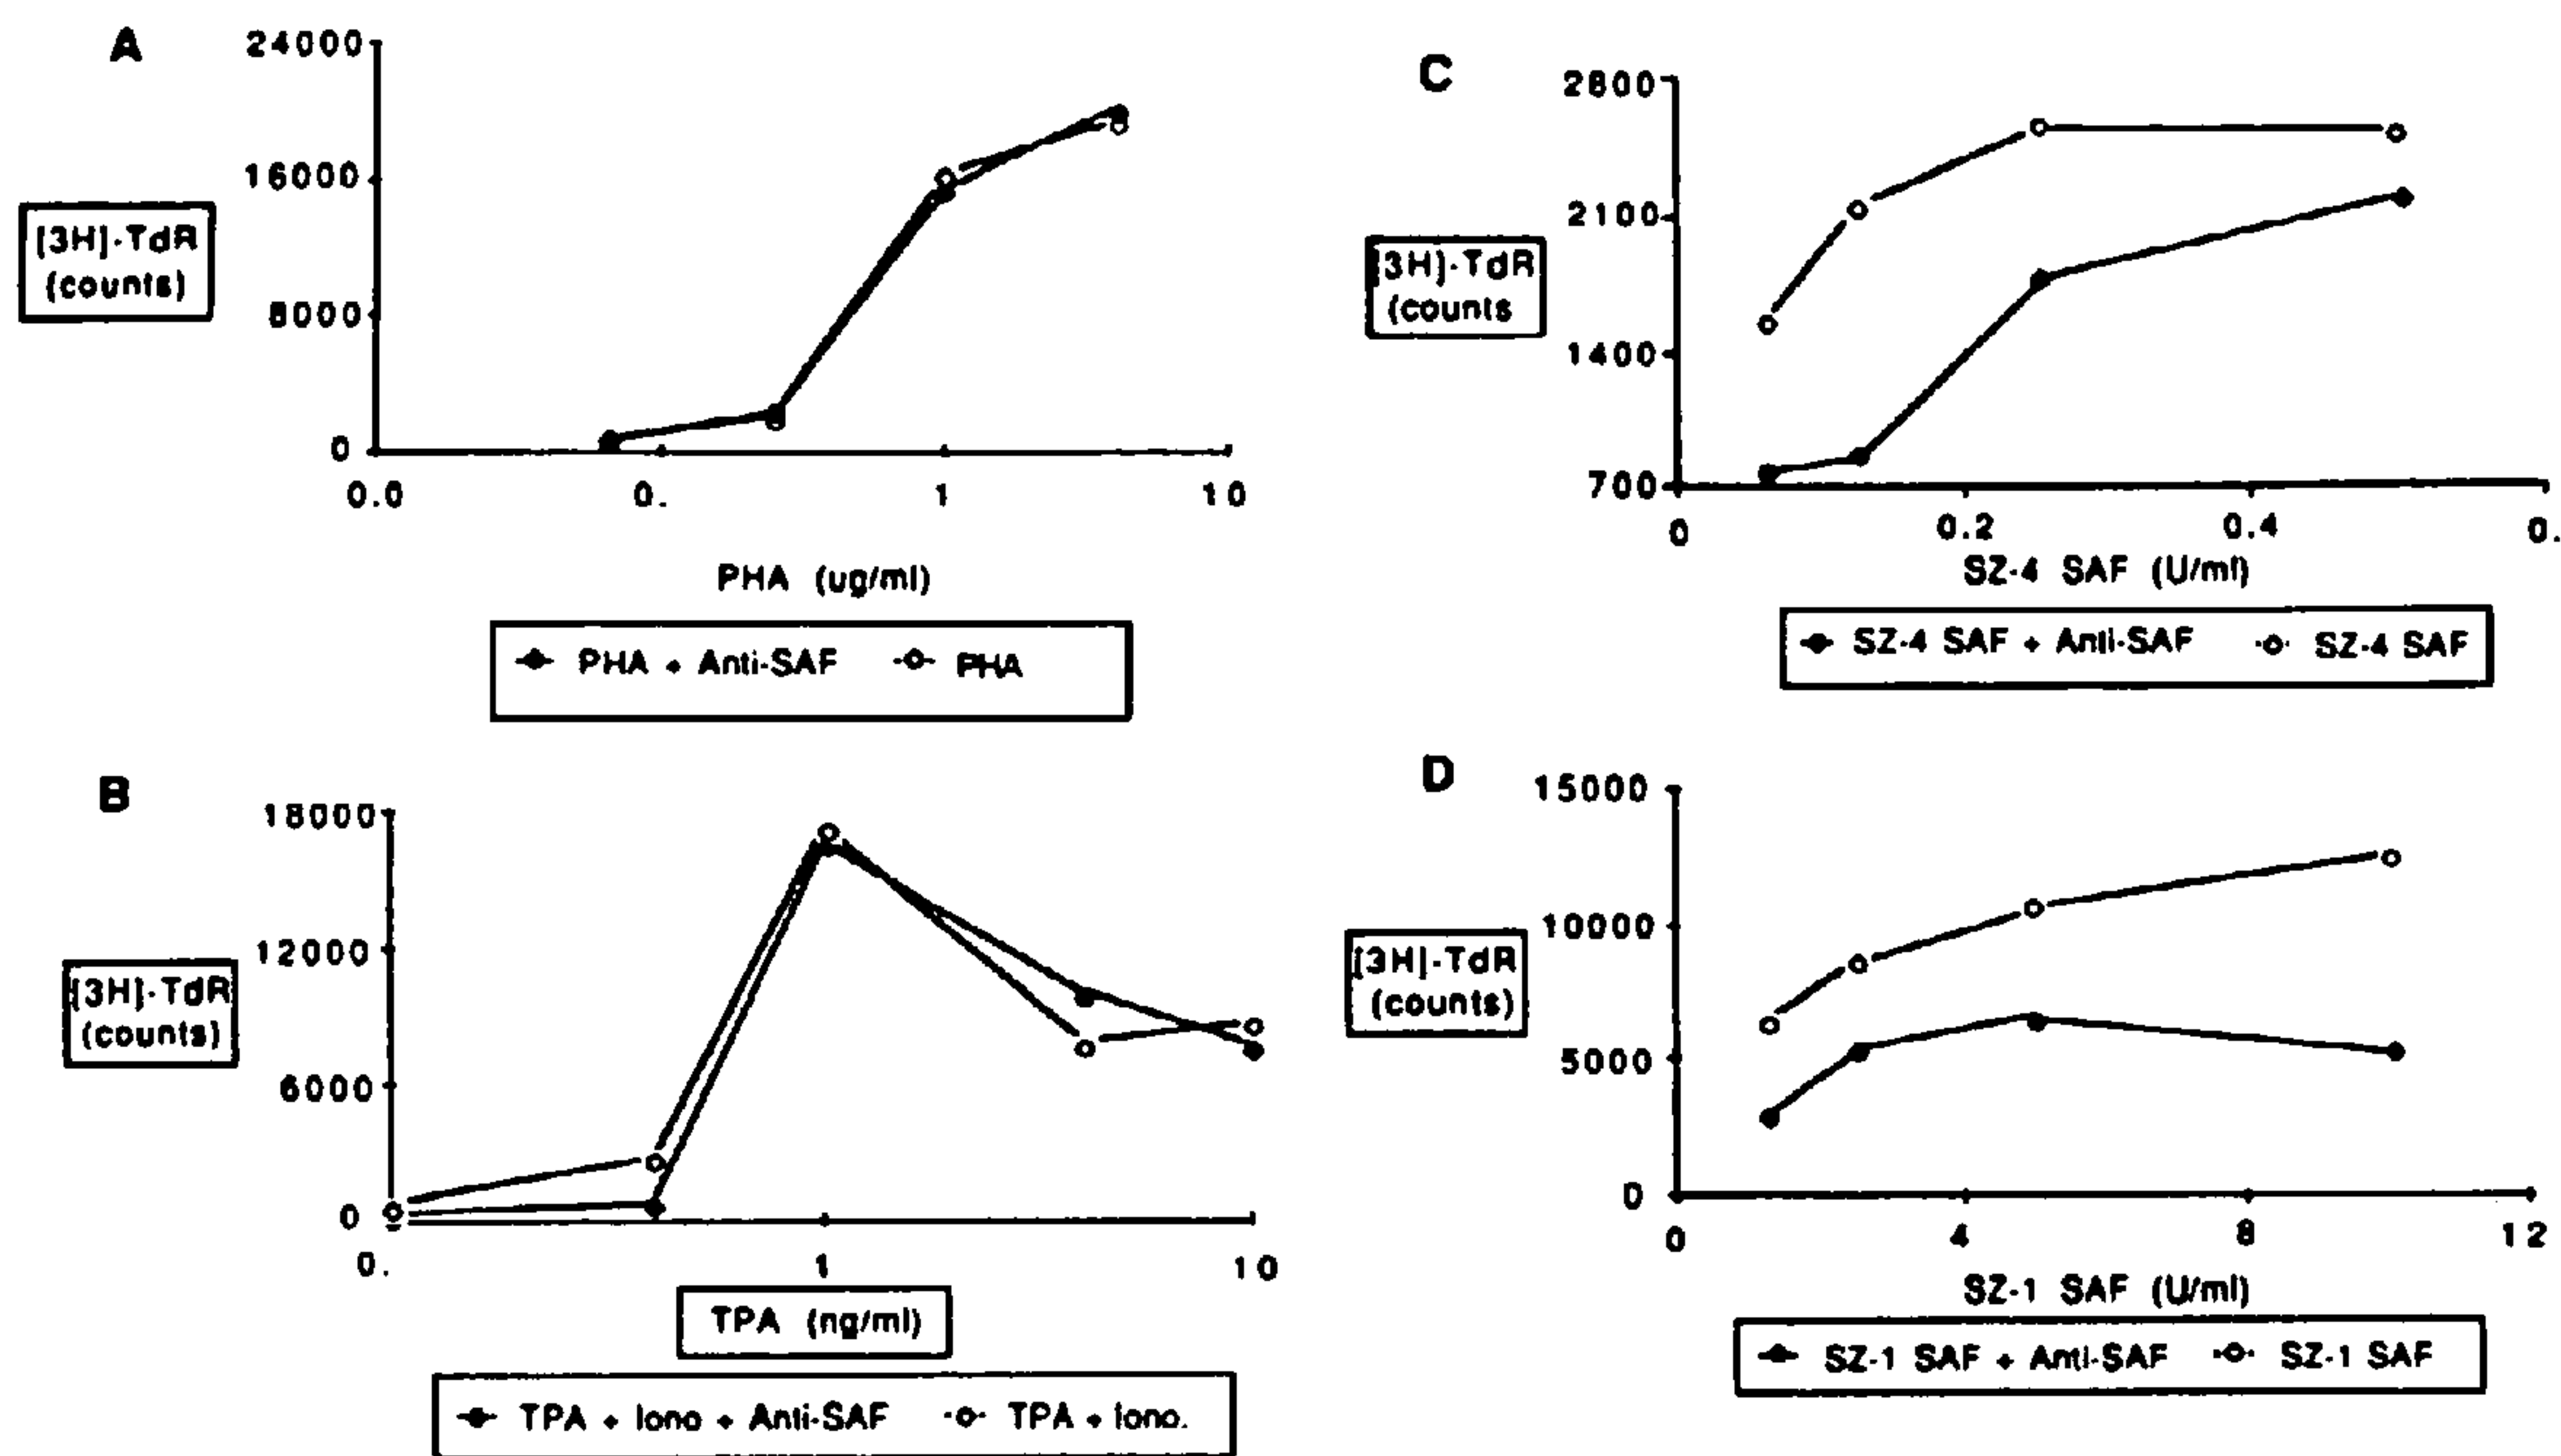 A
24000
16000
8000
0
[3H]-TdR
(counts)
0.0 0. 1 10
PHA (ug/ml)
PHA + Anti-SAF PHA
B
18000
12000
6000
0
[3H]-TdR
(counts)
0. 1 10
TPA (ng/ml)
TPA + Iono + Anti-SAF TPA + Iono.
C
2800
2100
1400
700
[3H]-TdR
(counts
0 0.2 0.4 0.
SZ-4 SAF (U/ml)
SZ-4 SAF + Anti-SAF SZ-4 SAF
D
15000
10000
5000
0
[3H]-TdR
(counts)
0 4 8 12
SZ-1 SAF (U/ml)
SZ-1 SAF + Anti-SAF SZ-1 SAF